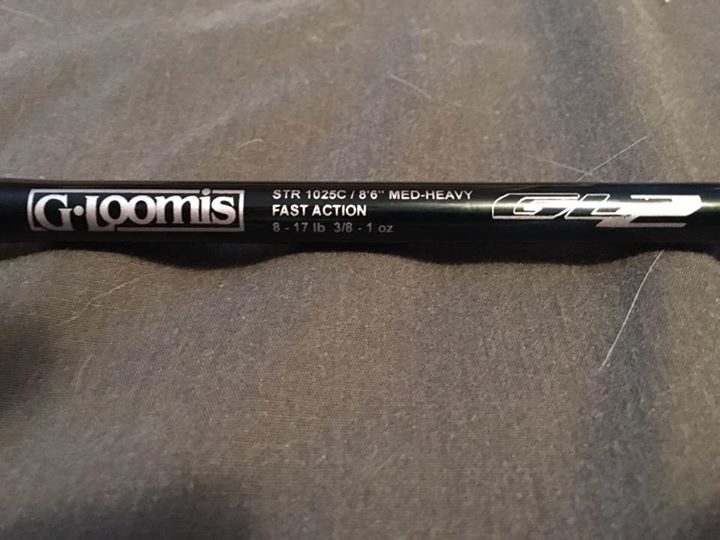 G·Loomis
STR 1025C / 8'6" MED-HEAVY
FAST ACTION
8 - 17 lb 3/8 - 1 oz
GL2